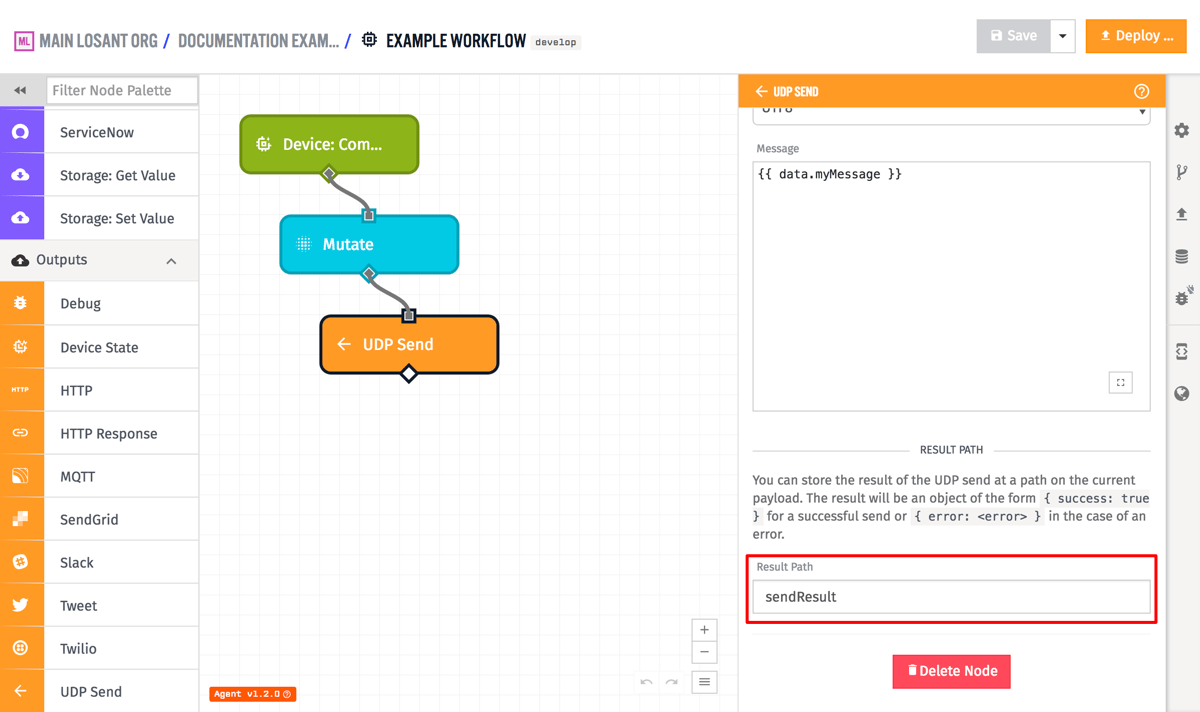 ML MAIN LOSANT ORG / DOCUMENTATION EXAM... / EXAMPLE WORKFLOW develop
Save
Deploy ...
Filter Node Palette
ServiceNow
Storage: Get Value
Storage: Set Value
Outputs
Debug
Device State
HTTP HTTP
HTTP Response
MQTT
SendGrid
Slack
Tweet
Twilio
UDP Send
Device: Com...
Mutate
UDP Send
Agent v1.2.0
UDP SEND
UTF8
Message
{{ data.myMessage }}
RESULT PATH
You can store the result of the UDP send at a path on the current
payload. The result will be an object of the form { success: true
} for a successful send or { error: <error> } in the case of an
error.
Result Path
sendResult
Delete Node